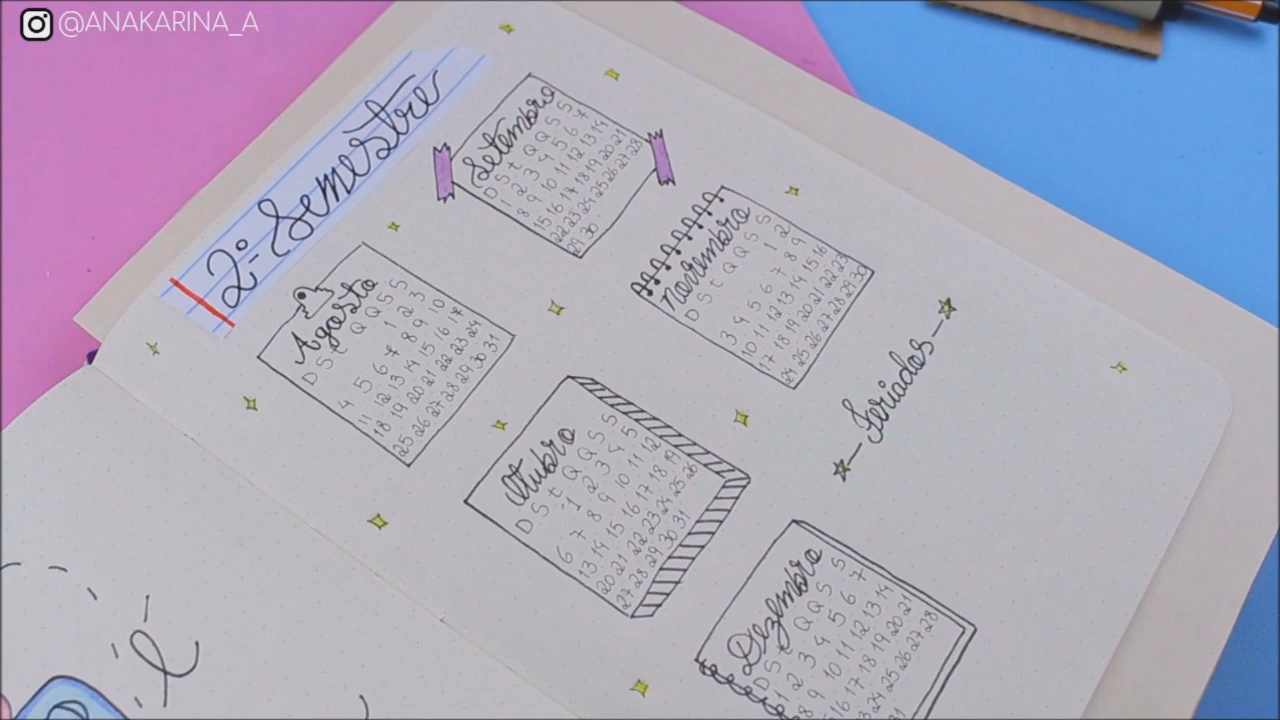 @ANAKARINA_A
2º Semestre
Agosto
D S t Q Q S S
1 2 3
4 5 6 7 8 9 10
11 12 13 14 15 16 17
18 19 20 21 22 23 24
25 26 27 28 29 30 31
Setembro
D S t Q Q S S
1 2 3 4 5 6 7
8 9 10 11 12 13 14
15 16 17 18 19 20 21
22 23 24 25 26 27 28
29 30
Outubro
D S t Q Q S S
1 2 3 4 5
6 7 8 9 10 11 12
13 14 15 16 17 18 19
20 21 22 23 24 25 26
27 28 29 30 31
Novembro
D S t Q Q S S
1 2
3 4 5 6 7 8 9
10 11 12 13 14 15 16
17 18 19 20 21 22 23
24 25 26 27 28 29 30
Dezembro
D S t Q Q S S
1 2 3 4 5 6 7
8 9 10 11 12 13 14
16 17 18 19 20 21
24 25 26 27 28
31
Feriados